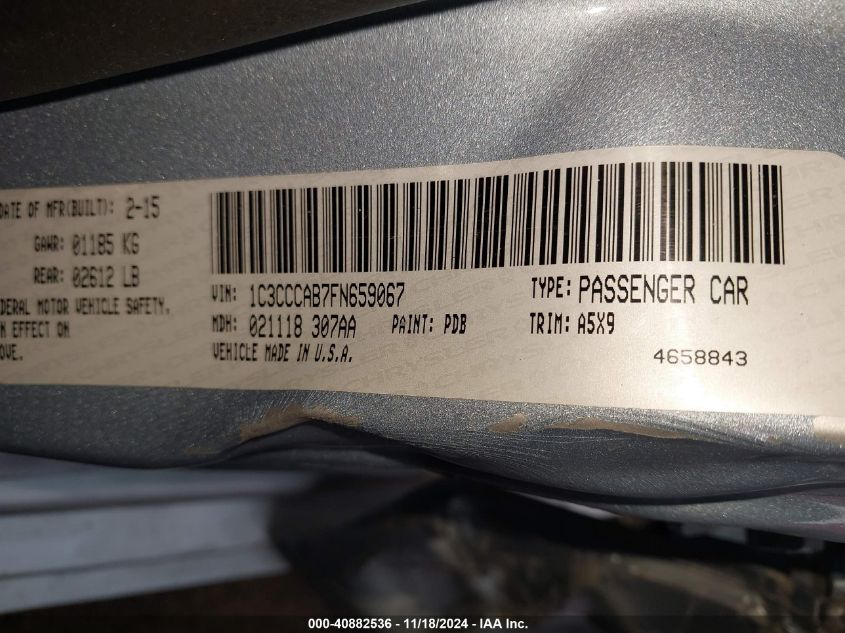 DATE OF MFR(BUILT): 2-15
GAWR: 01185 KG
REAR: 02612 LB
DERAL MOTOR VEHICLE SAFETY,
N EFFECT ON
OVE.
VIN: 1C3CCCAB7FN659067 TYPE: PASSENGER CAR
MDH: 021118 307AA PAINT: PDB TRIM: A5X9
VEHICLE MADE IN U.S.A.
4658843
000-40882536 - 11/18/2024 - IAA Inc.